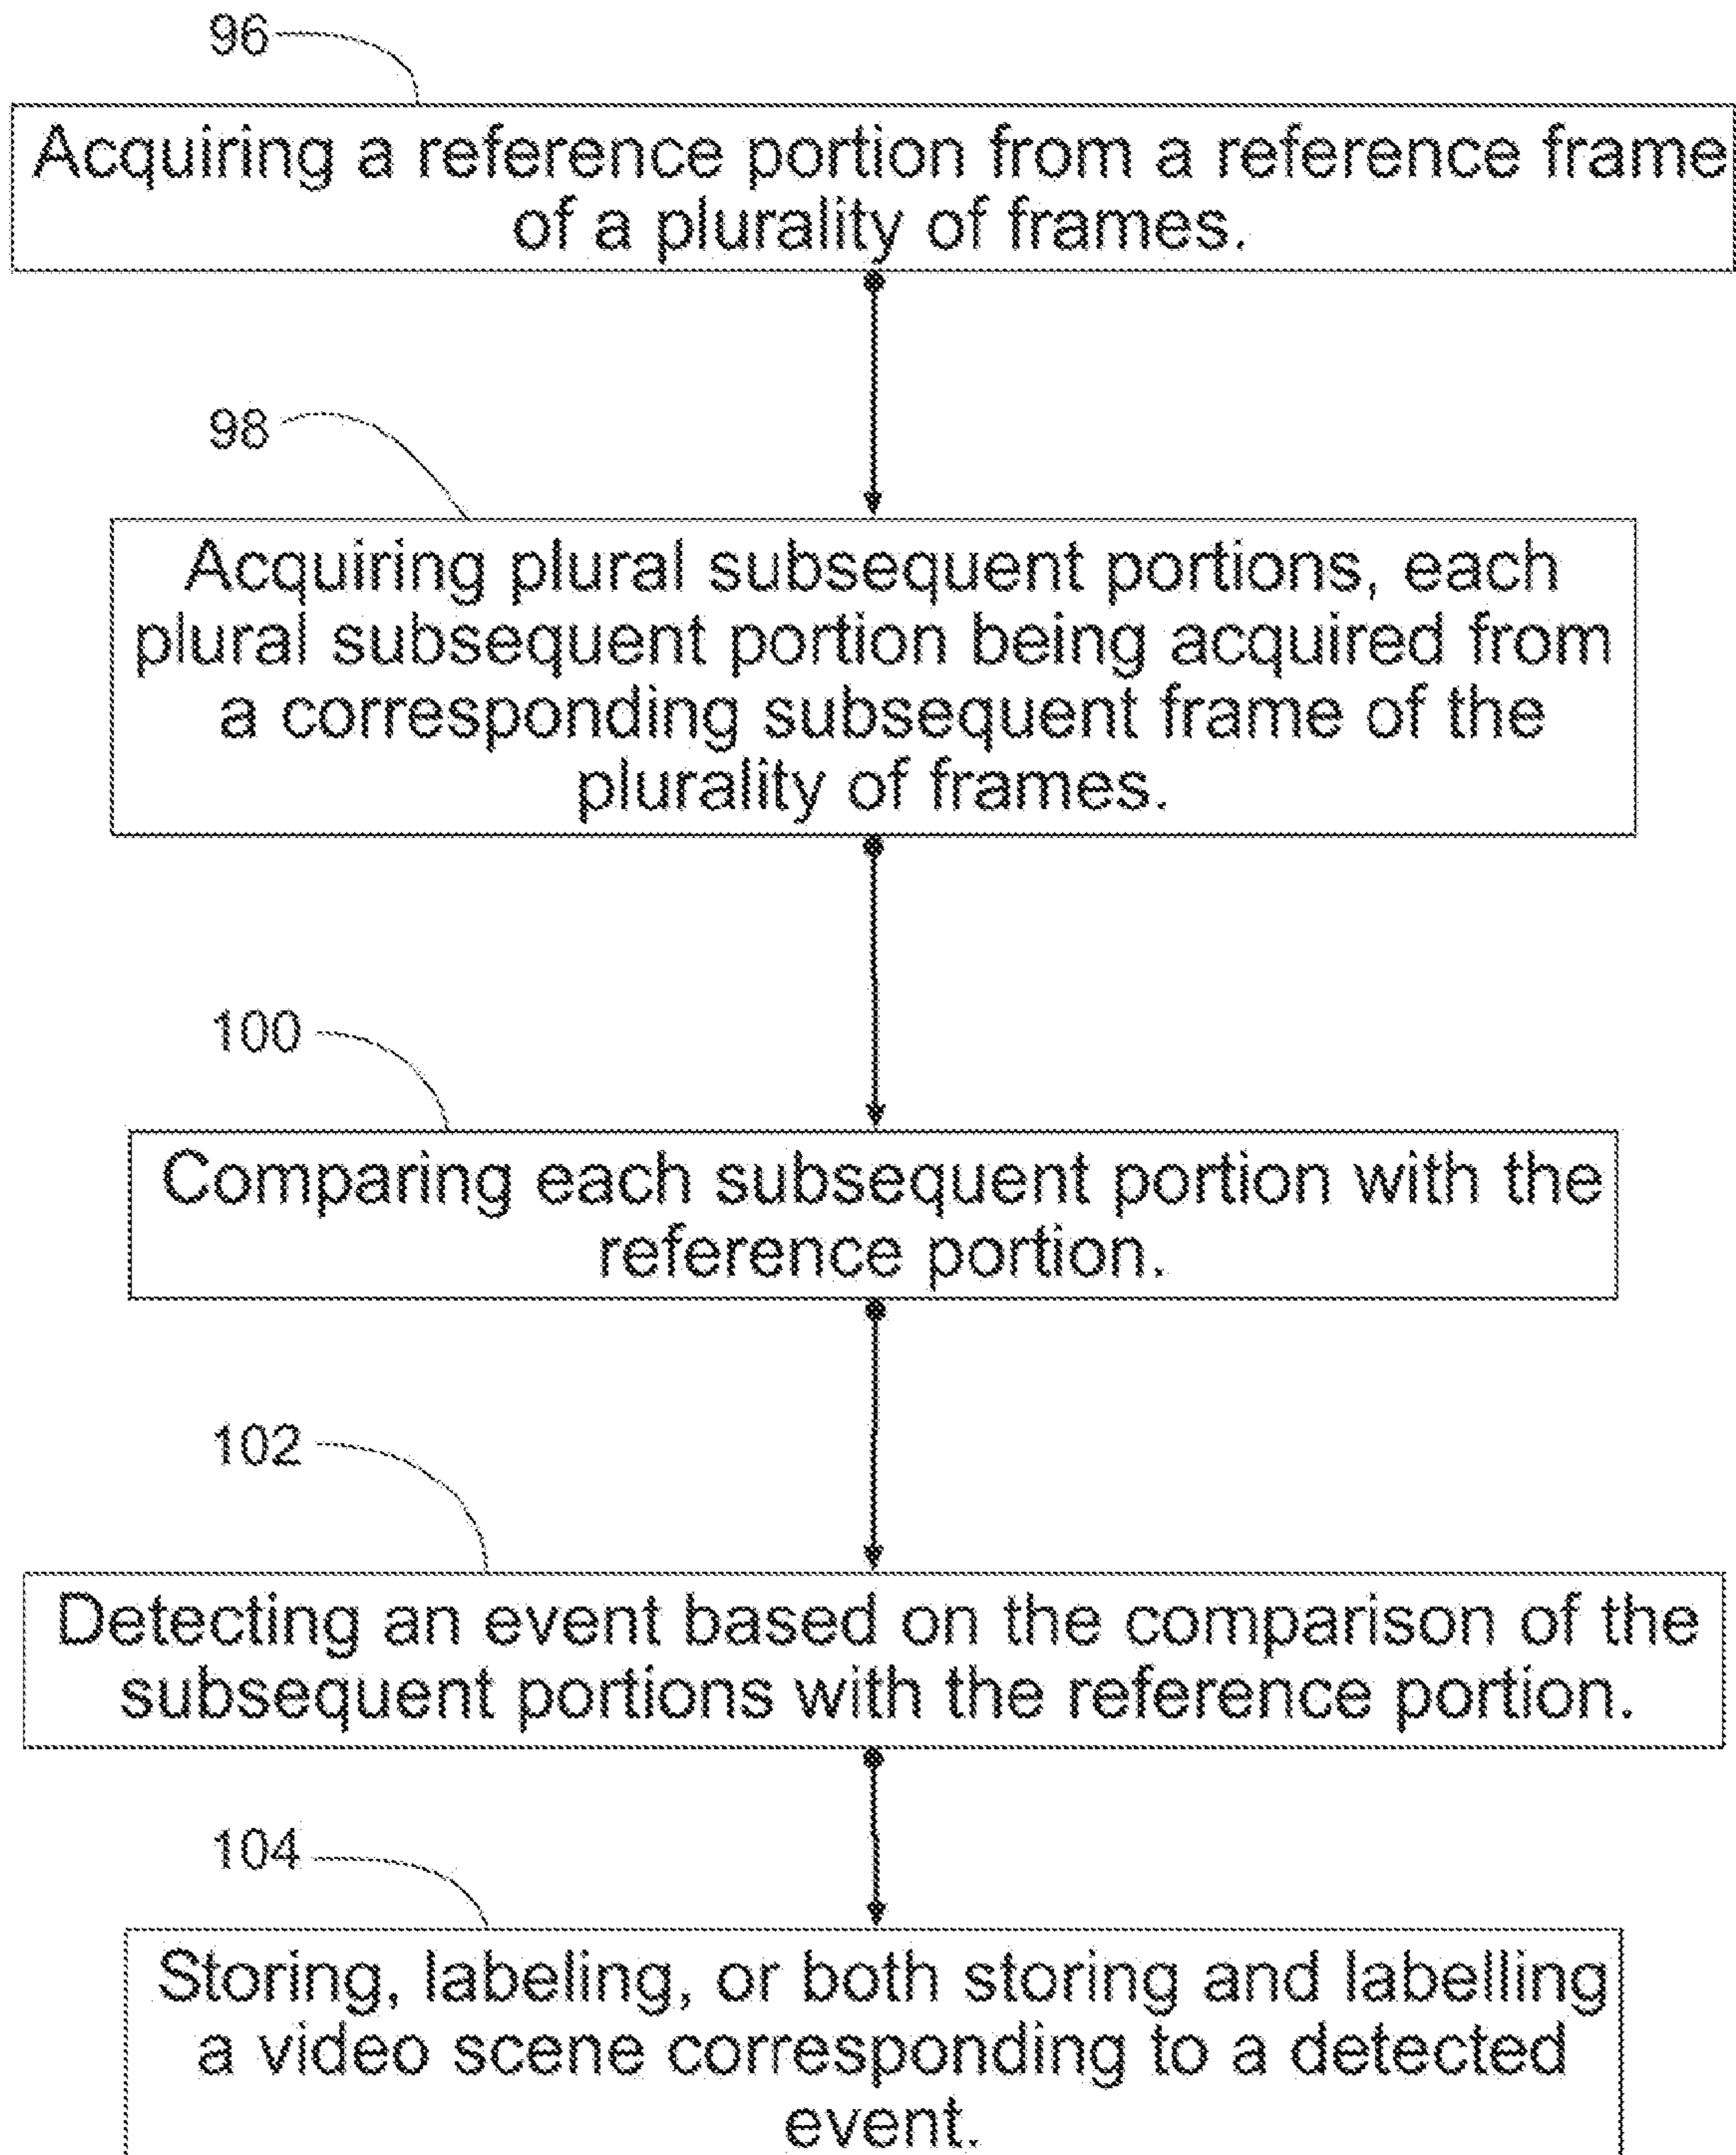 96
Acquiring a reference portion from a reference frame
of a plurality of frames.
98
Acquiring plural subsequent portions, each
plural subsequent portion being acquired from
a corresponding subsequent frame of the
plurality of frames.
100
Comparing each subsequent portion with the
reference portion.
102
Detecting an event based on the comparison of the
subsequent portions with the reference portion.
104
Storing, labeling, or both storing and labelling
a video scene corresponding to a detected
event.